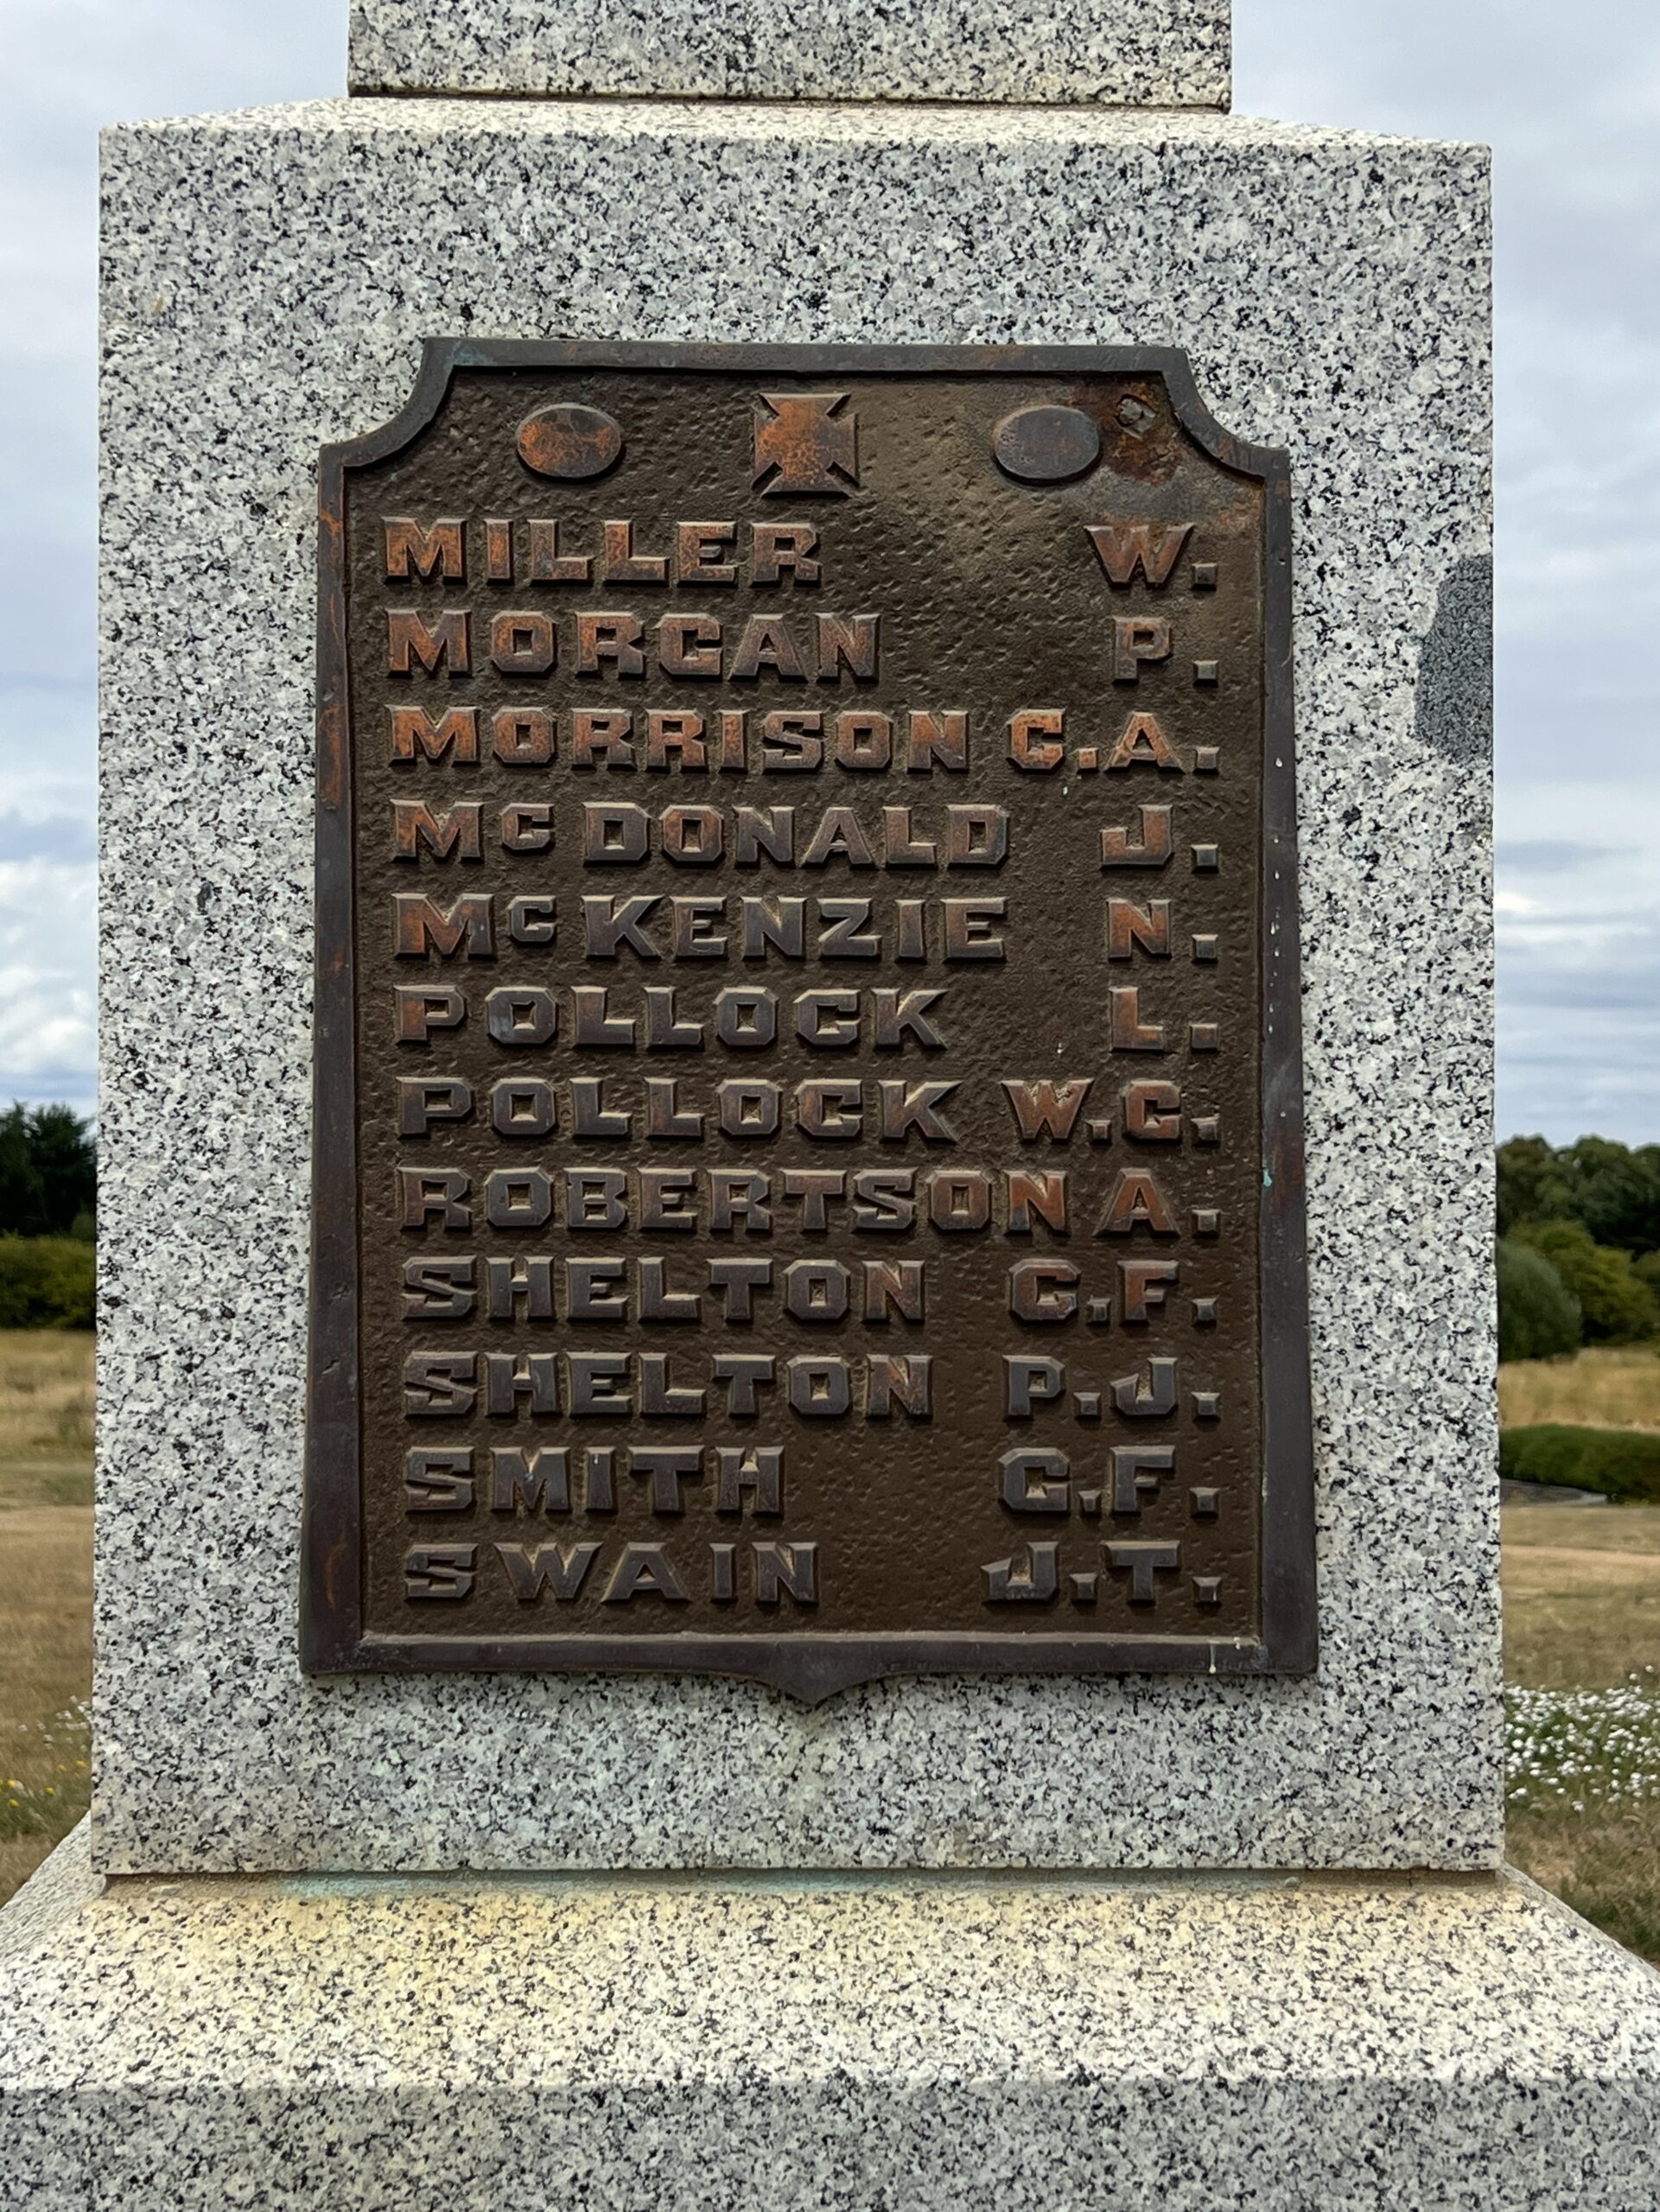 MILLER W.
MORGAN P.
MORRISON G.A.
McDONALD J.
McKENZIE N.
POLLOCK L.
POLLOCK W.G.
ROBERTSON A.
SHELTON G.F.
SHELTON P.J.
SMITH G.F.
SWAIN J.T.